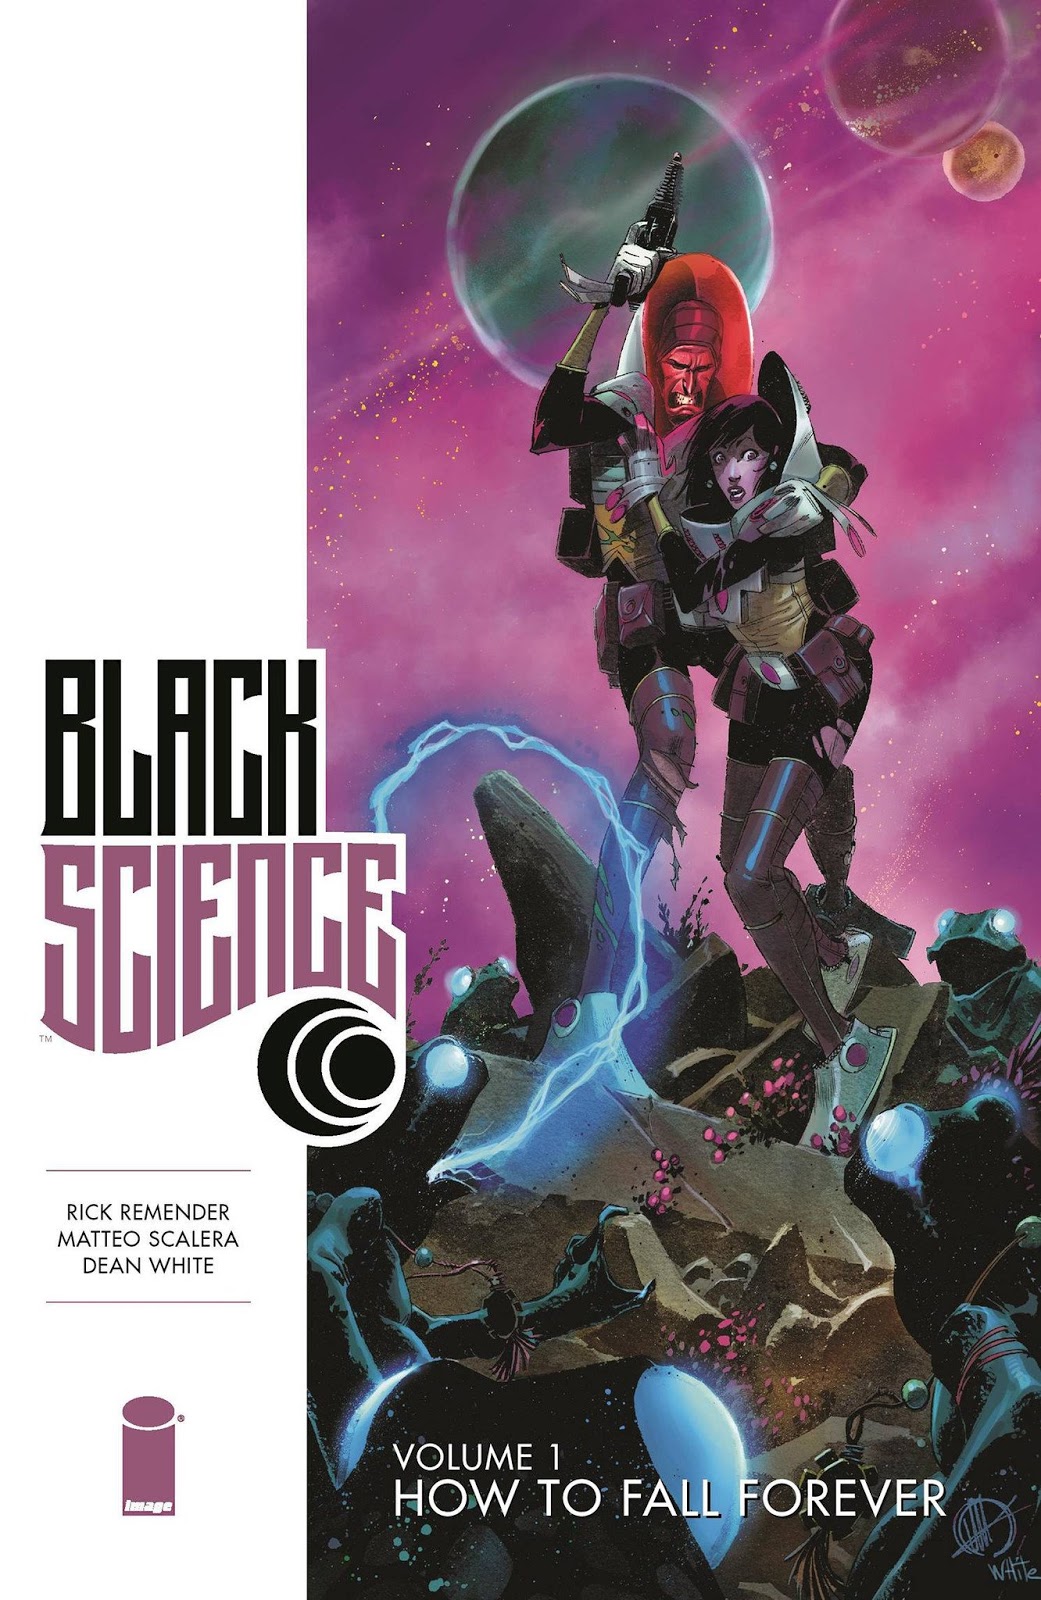 BLACK
SCIENCE
TM
RICK REMENDER
MATTEO SCALERA
DEAN WHITE
image
®
VOLUME 1
HOW TO FALL FOREVER
WHite